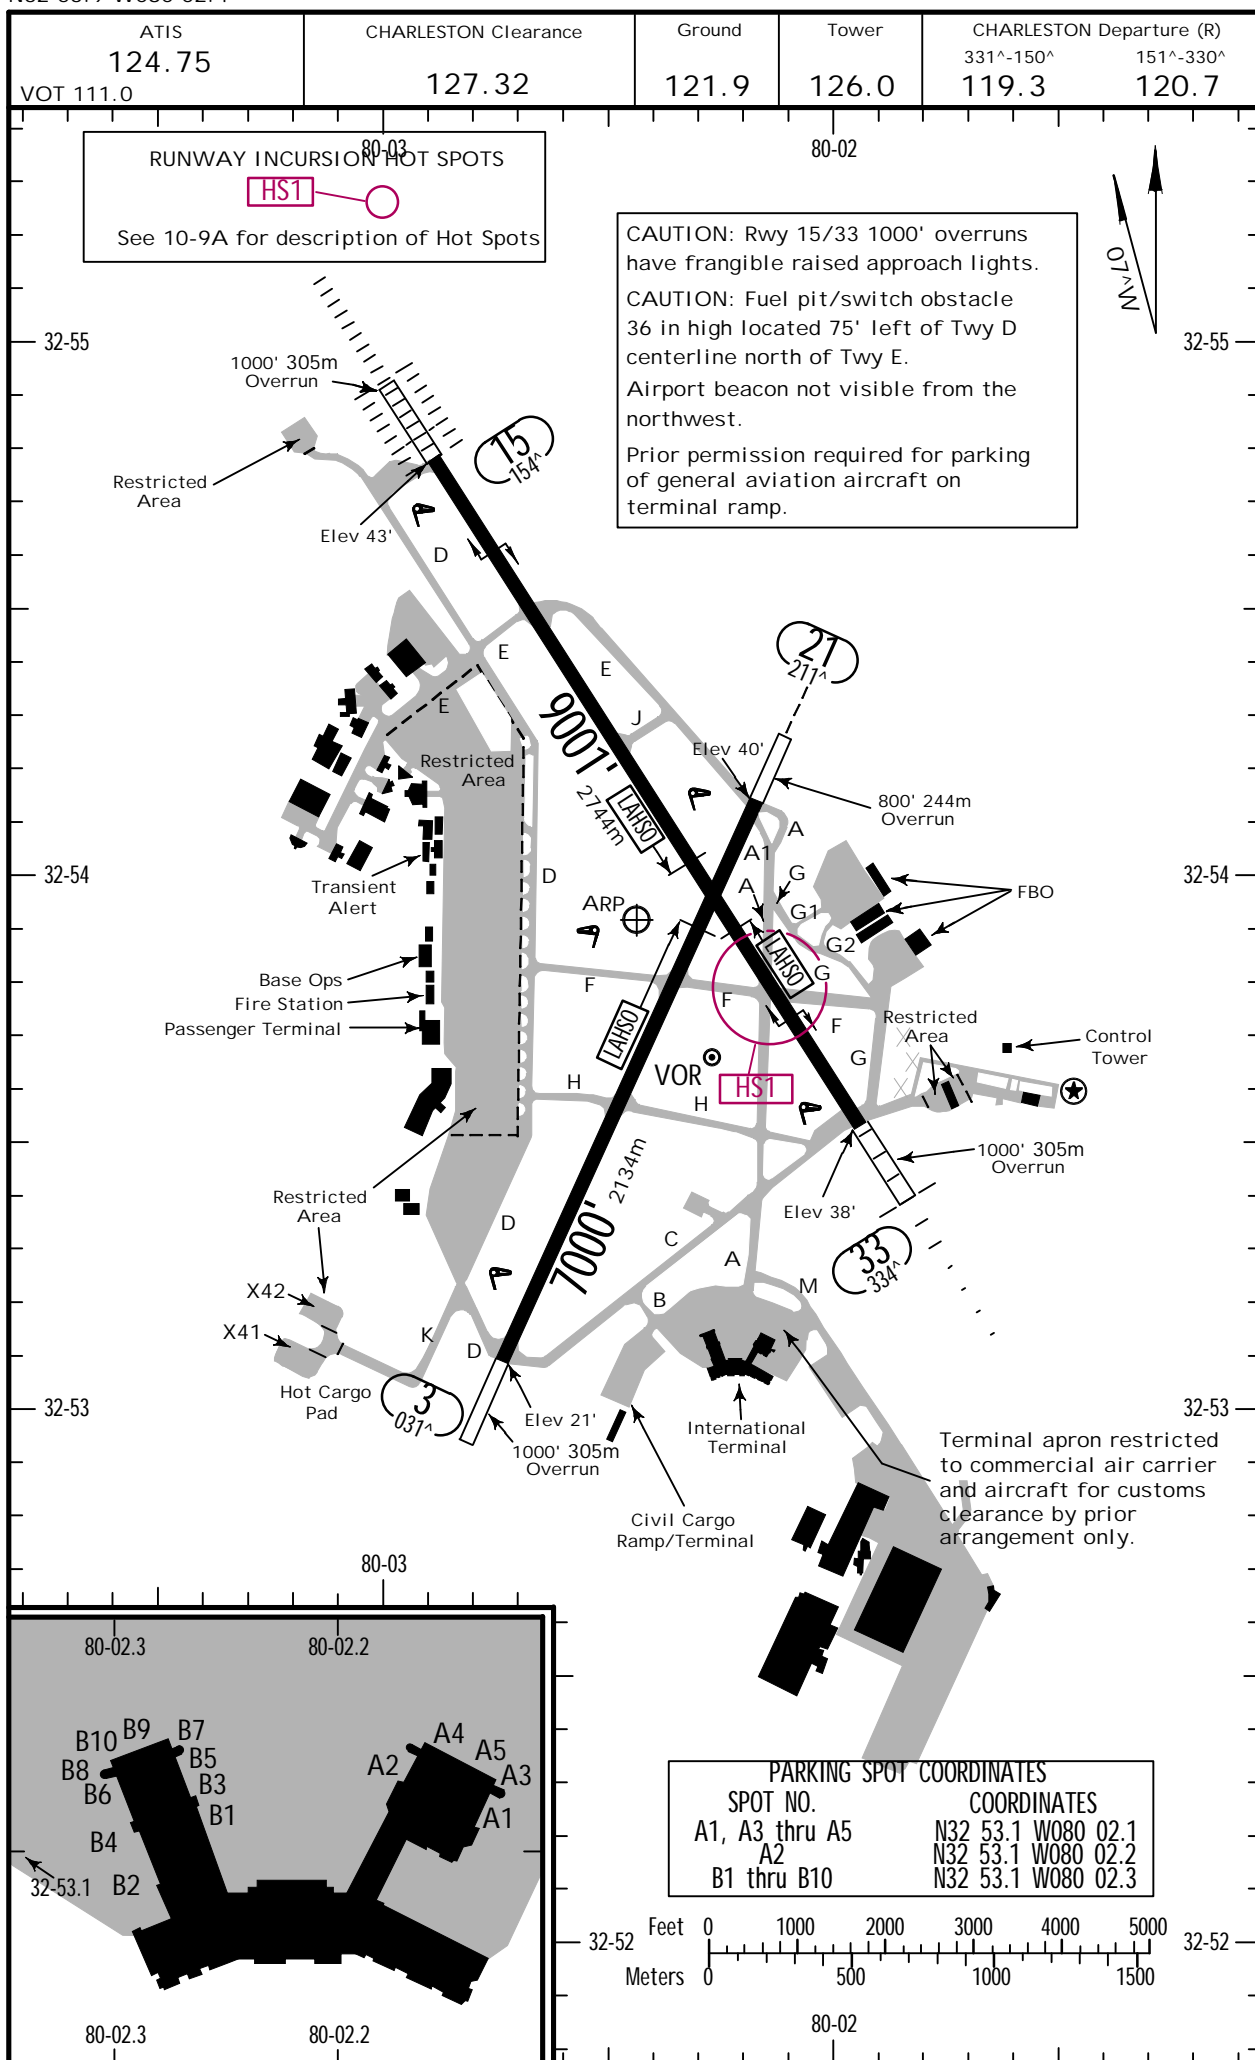 ATIS
124.75
VOT 111.0
CHARLESTON Clearance
127.32
Ground
121.9
Tower
126.0
CHARLESTON Departure (R)
331^-150^ 151^-330^
119.3 120.7
80-03
80-02
RUNWAY INCURSION HOT SPOTS
HS1
See 10-9A for description of Hot Spots
CAUTION: Rwy 15/33 1000' overruns
have frangible raised approach lights.
CAUTION: Fuel pit/switch obstacle
36 in high located 75' left of Twy D
centerline north of Twy E.
Airport beacon not visible from the
northwest.
Prior permission required for parking
of general aviation aircraft on
terminal ramp.
07^W
32-55
32-55
1000' 305m
Overrun
15
154^
Restricted
Area
Elev 43'
D
E
E
E
J
21
211^
9001'
2744m
LAHSO
Elev 40'
Restricted
Area
800' 244m
Overrun
A
A1
G
A
G1
G2
G
FBO
32-54
32-54
Transient
Alert
D
ARP
Base Ops
Fire Station
Passenger Terminal
F
F
F
LAHSO
LAHSO
Restricted
Area
Control
Tower
G
H
H
VOR
HS1
1000' 305m
Overrun
7000'
2134m
Restricted
Area
Elev 38'
33
334^
D
C
A
B
M
X42
X41
K
D
Hot Cargo
Pad
3
031^
Elev 21'
1000' 305m
Overrun
International
Terminal
32-53
32-53
Civil Cargo
Ramp/Terminal
Terminal apron restricted
to commercial air carrier
and aircraft for customs
clearance by prior
arrangement only.
80-03
80-02.3
80-02.2
B10
B9
B7
B8
B5
B6
B3
B1
B4
B2
A4
A2
A5
A3
A1
32-53.1
80-02.3
80-02.2
PARKING SPOT COORDINATES
SPOT NO. COORDINATES
A1, A3 thru A5 N32 53.1 W080 02.1
A2 N32 53.1 W080 02.2
B1 thru B10 N32 53.1 W080 02.3
32-52
32-52
Feet 0 1000 2000 3000 4000 5000
Meters 0 500 1000 1500
80-02